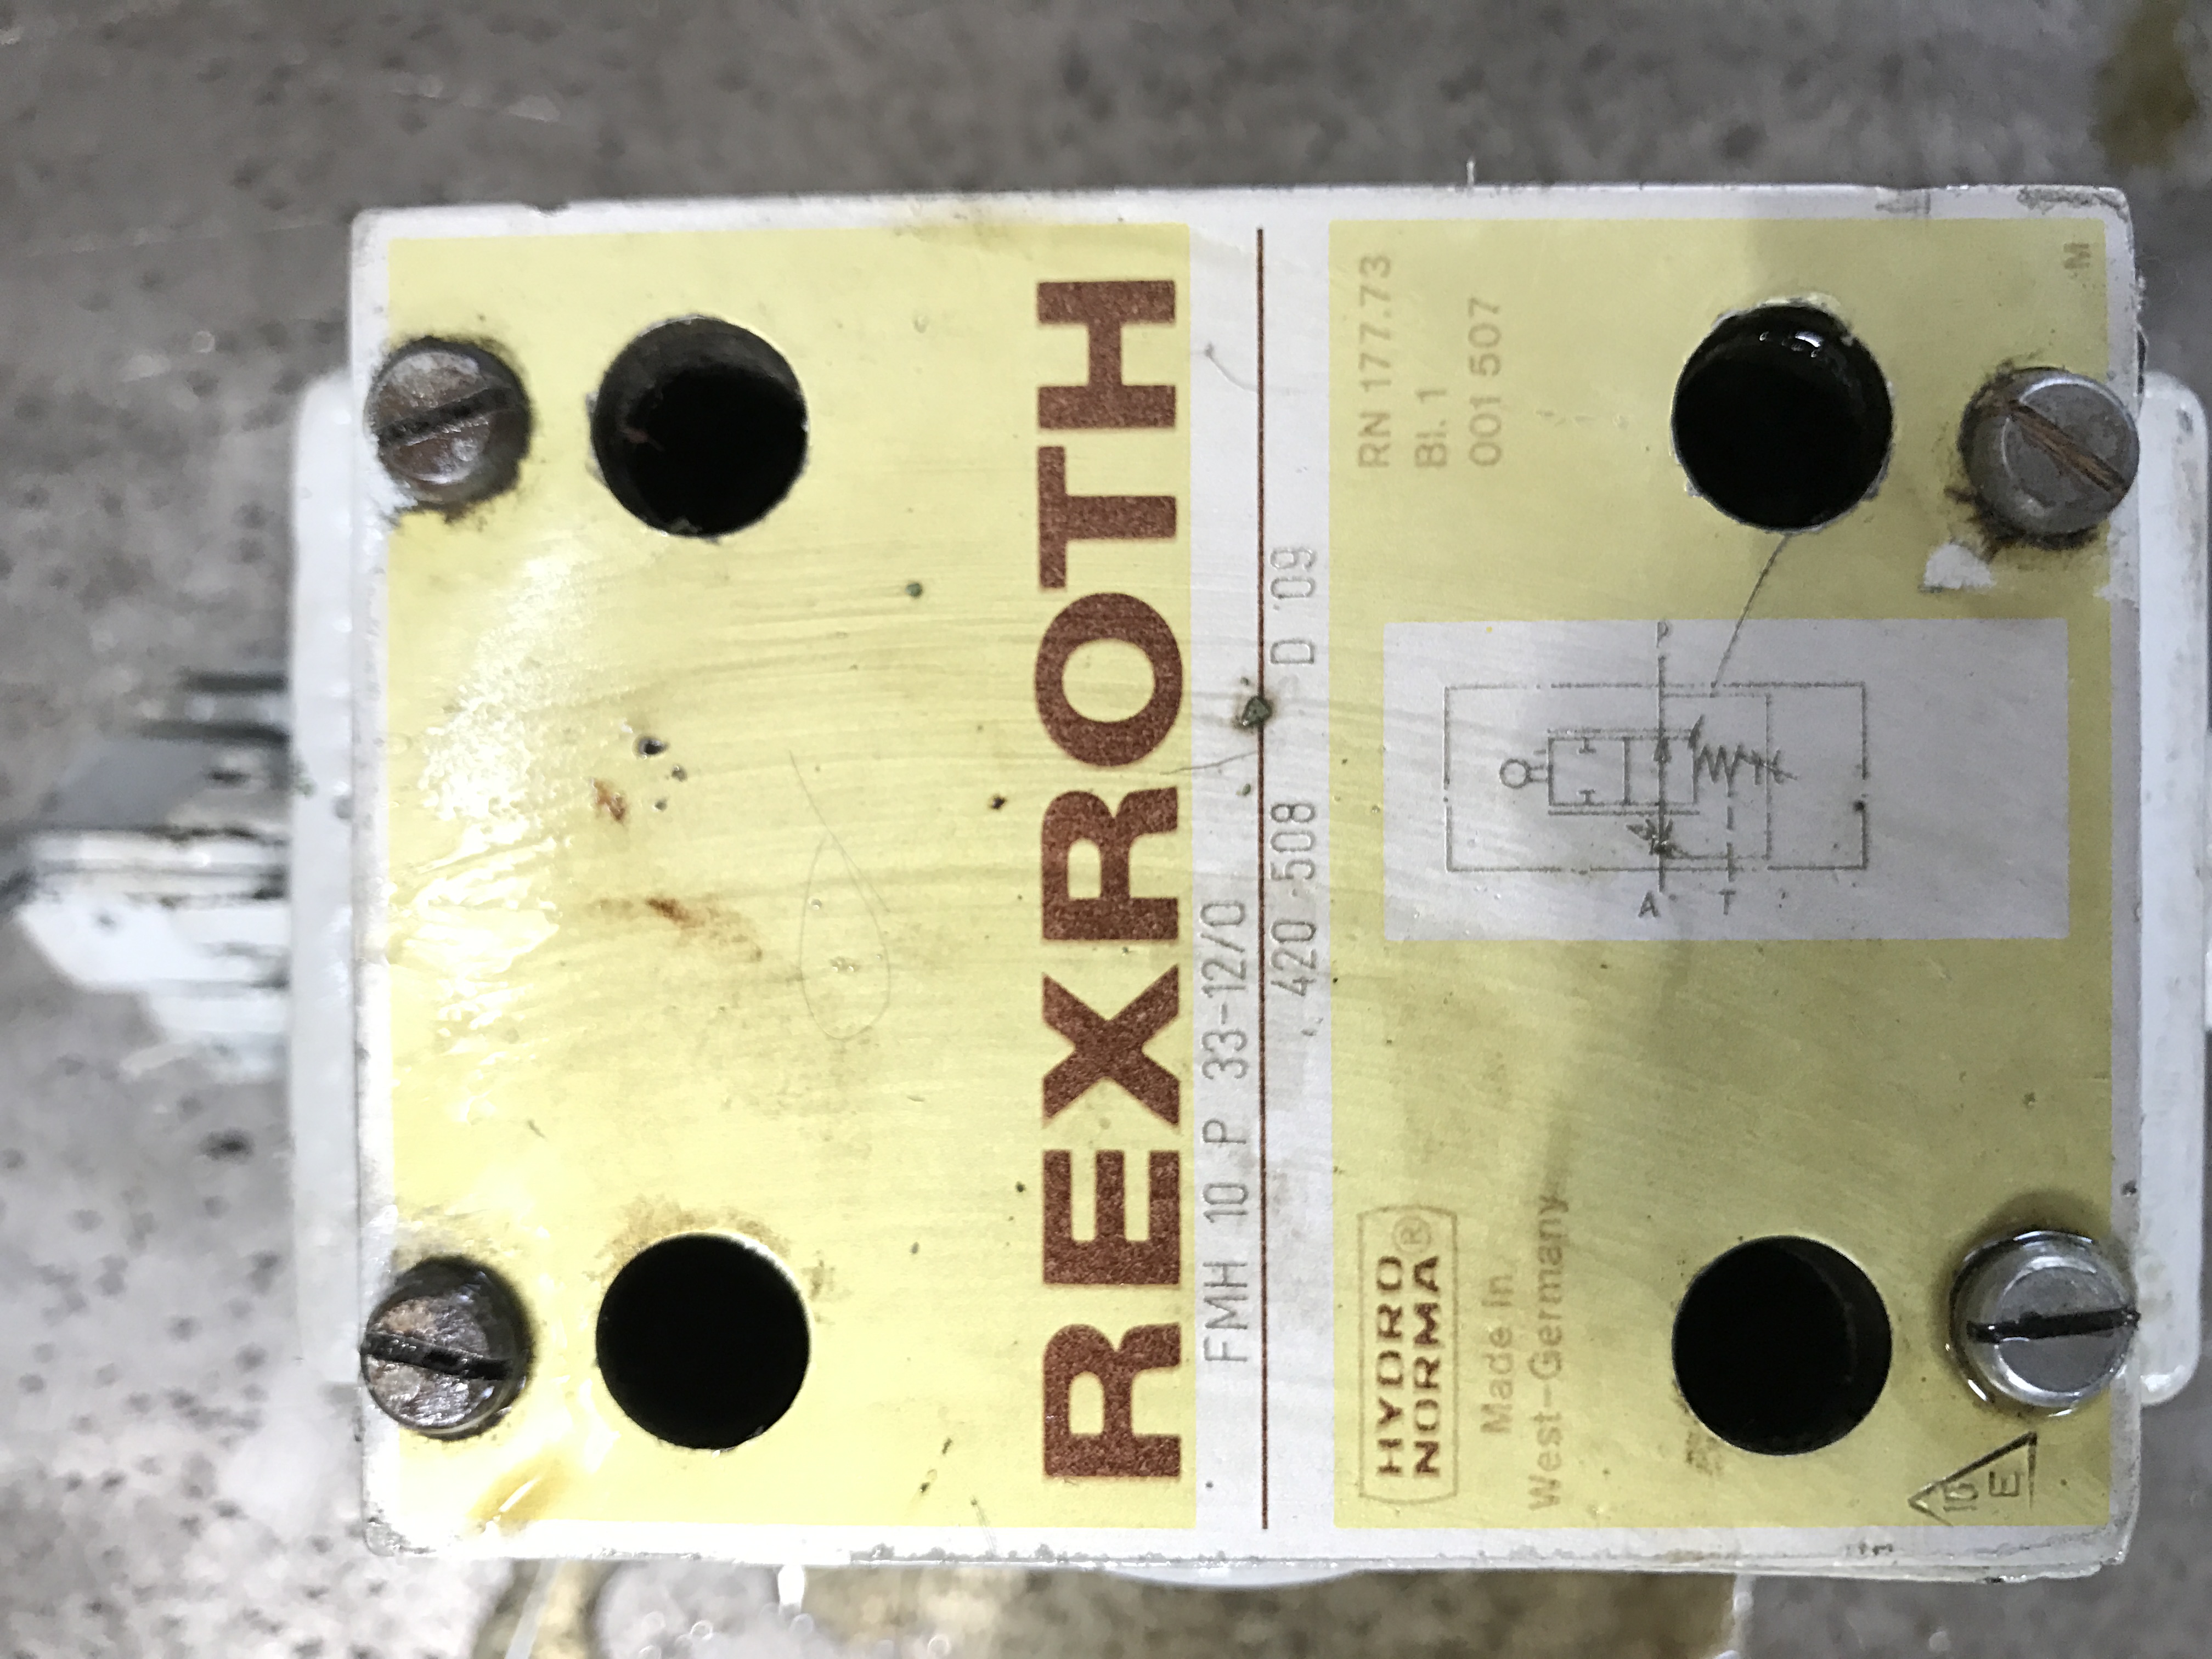 REXROTH
FMH 10 P 33-12/0
420 508 D '09
HYDRO
NORMA®
RN 177.73
Bl. 1
001 507
Made in
West-Germany
P
A T
10
E
M